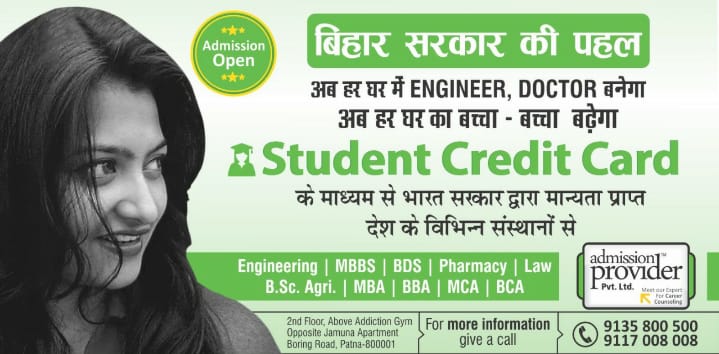 Admission
Open
बिहार सरकार की पहल
अब हर घर में ENGINEER, DOCTOR बनेगा
अब हर घर का बच्चा - बच्चा बढ़ेगा
Student Credit Card
के माध्यम से भारत सरकार द्वारा मान्यता प्राप्त
देश के विभिन्न संस्थानों से
Engineering | MBBS | BDS | Pharmacy | Law
B.Sc. Agri. | MBA | BBA | MCA | BCA
admission™
provider
Pvt. Ltd.
Meet our Expert
For Career
Counseling
2nd Floor, Above Addiction Gym
Opposite Jamuna Apartment
Boring Road, Patna-800001
For more information
give a call
9135 800 500
9117 008 008